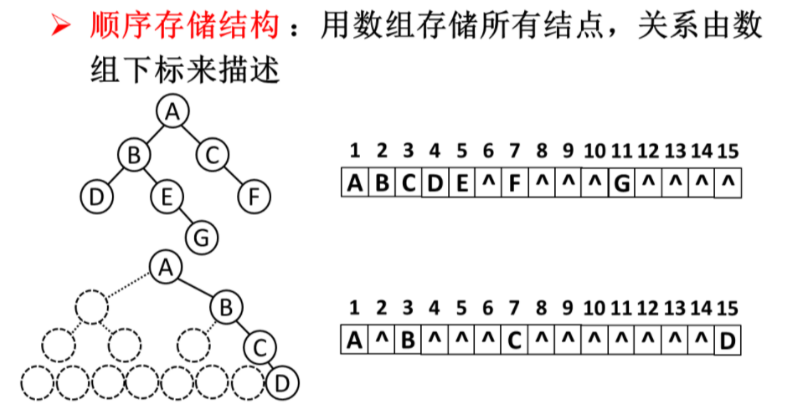 ➢ 顺序存储结构：用数组存储所有结点，关系由数
组下标来描述
A
B C
D E F
G
1 2 3 4 5 6 7 8 9 10 11 12 13 14 15
A B C D E ^ F ^ ^ ^ G ^ ^ ^ ^
A
B
C
D
1 2 3 4 5 6 7 8 9 10 11 12 13 14 15
A ^ B ^ ^ ^ C ^ ^ ^ ^ ^ ^ ^ D